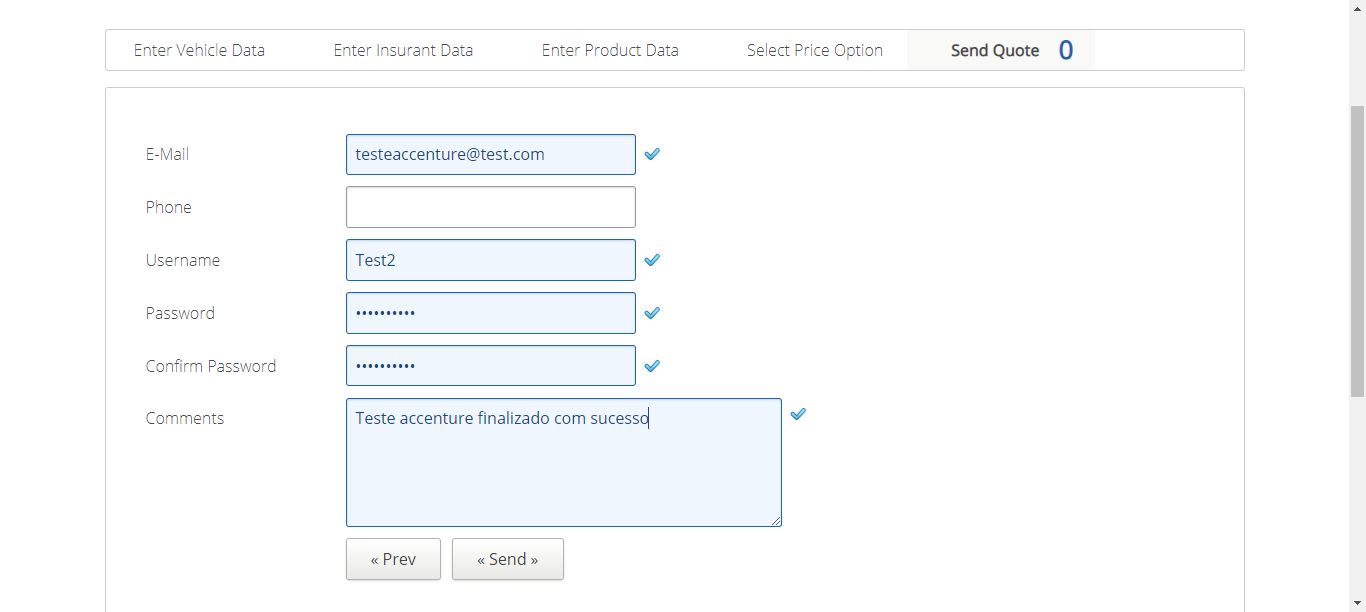 Enter Vehicle Data Enter Insurant Data Enter Product Data Select Price Option Send Quote 0
E-Mail testeaccenture@test.com
Phone
Username Test2
Password ••••••••••
Confirm Password ••••••••••
Comments Teste accenture finalizado com sucesso
« Prev « Send »